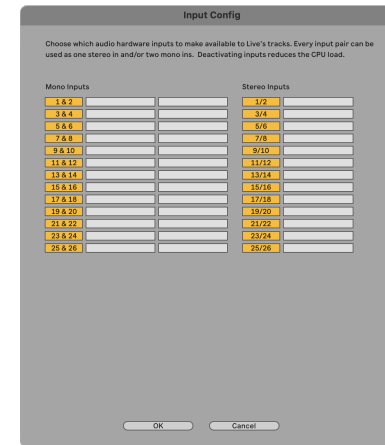 Input Config
Choose which audio hardware inputs to make available to Live's tracks. Every input pair can be
used as one stereo in and/or two mono ins. Deactivating inputs reduces the CPU load.
Mono Inputs Stereo Inputs
1 & 2 1/2
3 & 4 3/4
5 & 6 5/6
7 & 8 7/8
9 & 10 9/10
11 & 12 11/12
13 & 14 13/14
15 & 16 15/16
17 & 18 17/18
19 & 20 19/20
21 & 22 21/22
23 & 24 23/24
25 & 26 25/26
OK Cancel